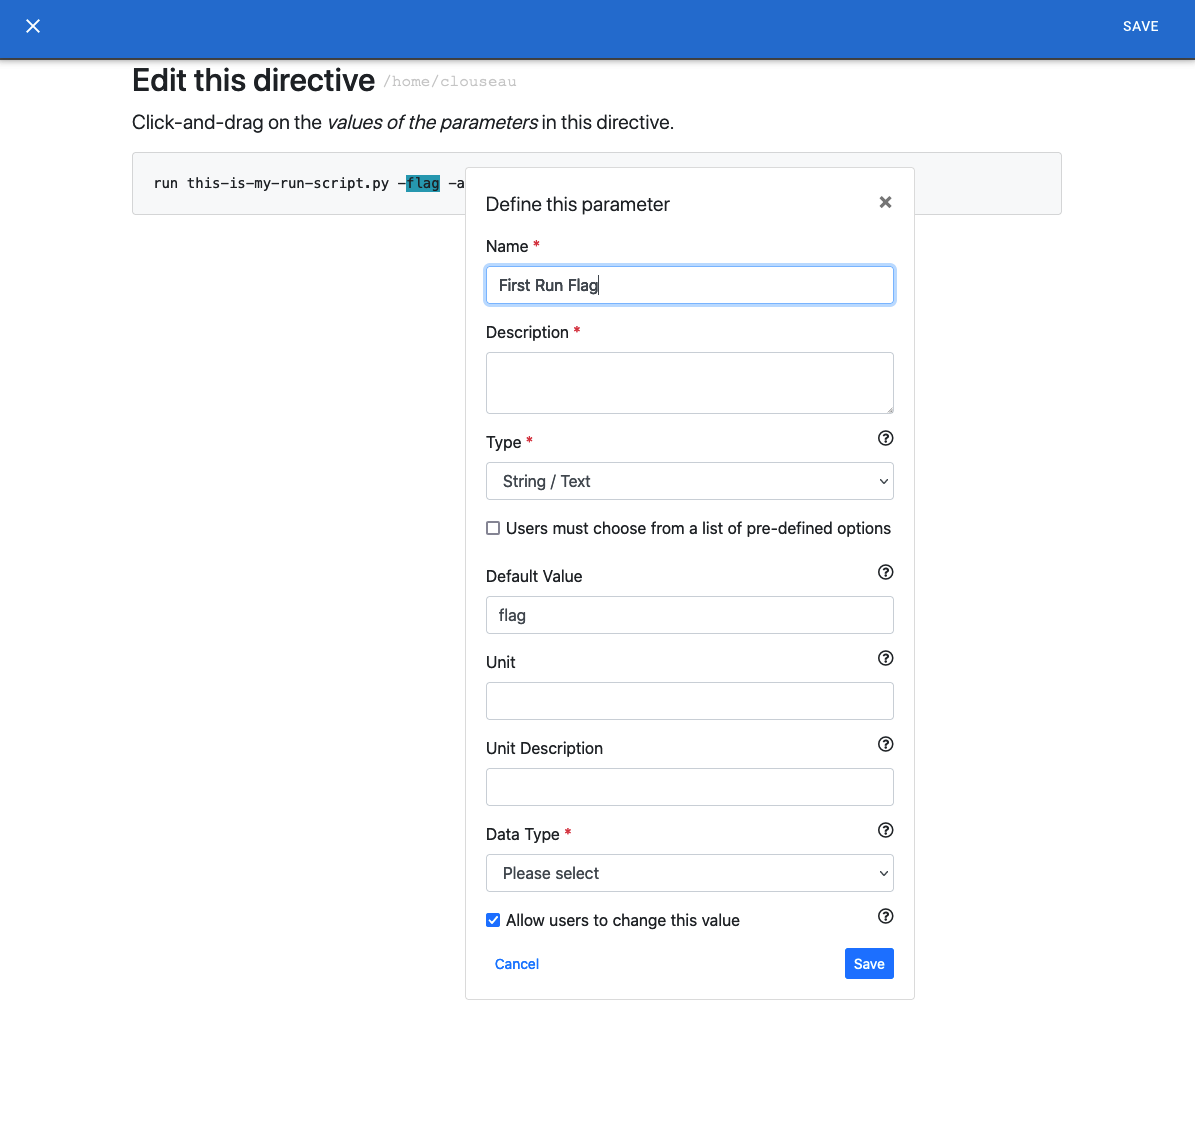 SAVE
Edit this directive /home/clouseau
Click-and-drag on the values of the parameters in this directive.
run this-is-my-run-script.py -flag -a
Define this parameter
Name *
First Run Flag
Description *
Type *
String / Text
Users must choose from a list of pre-defined options
Default Value
flag
Unit
Unit Description
Data Type *
Please select
Allow users to change this value
Cancel
Save